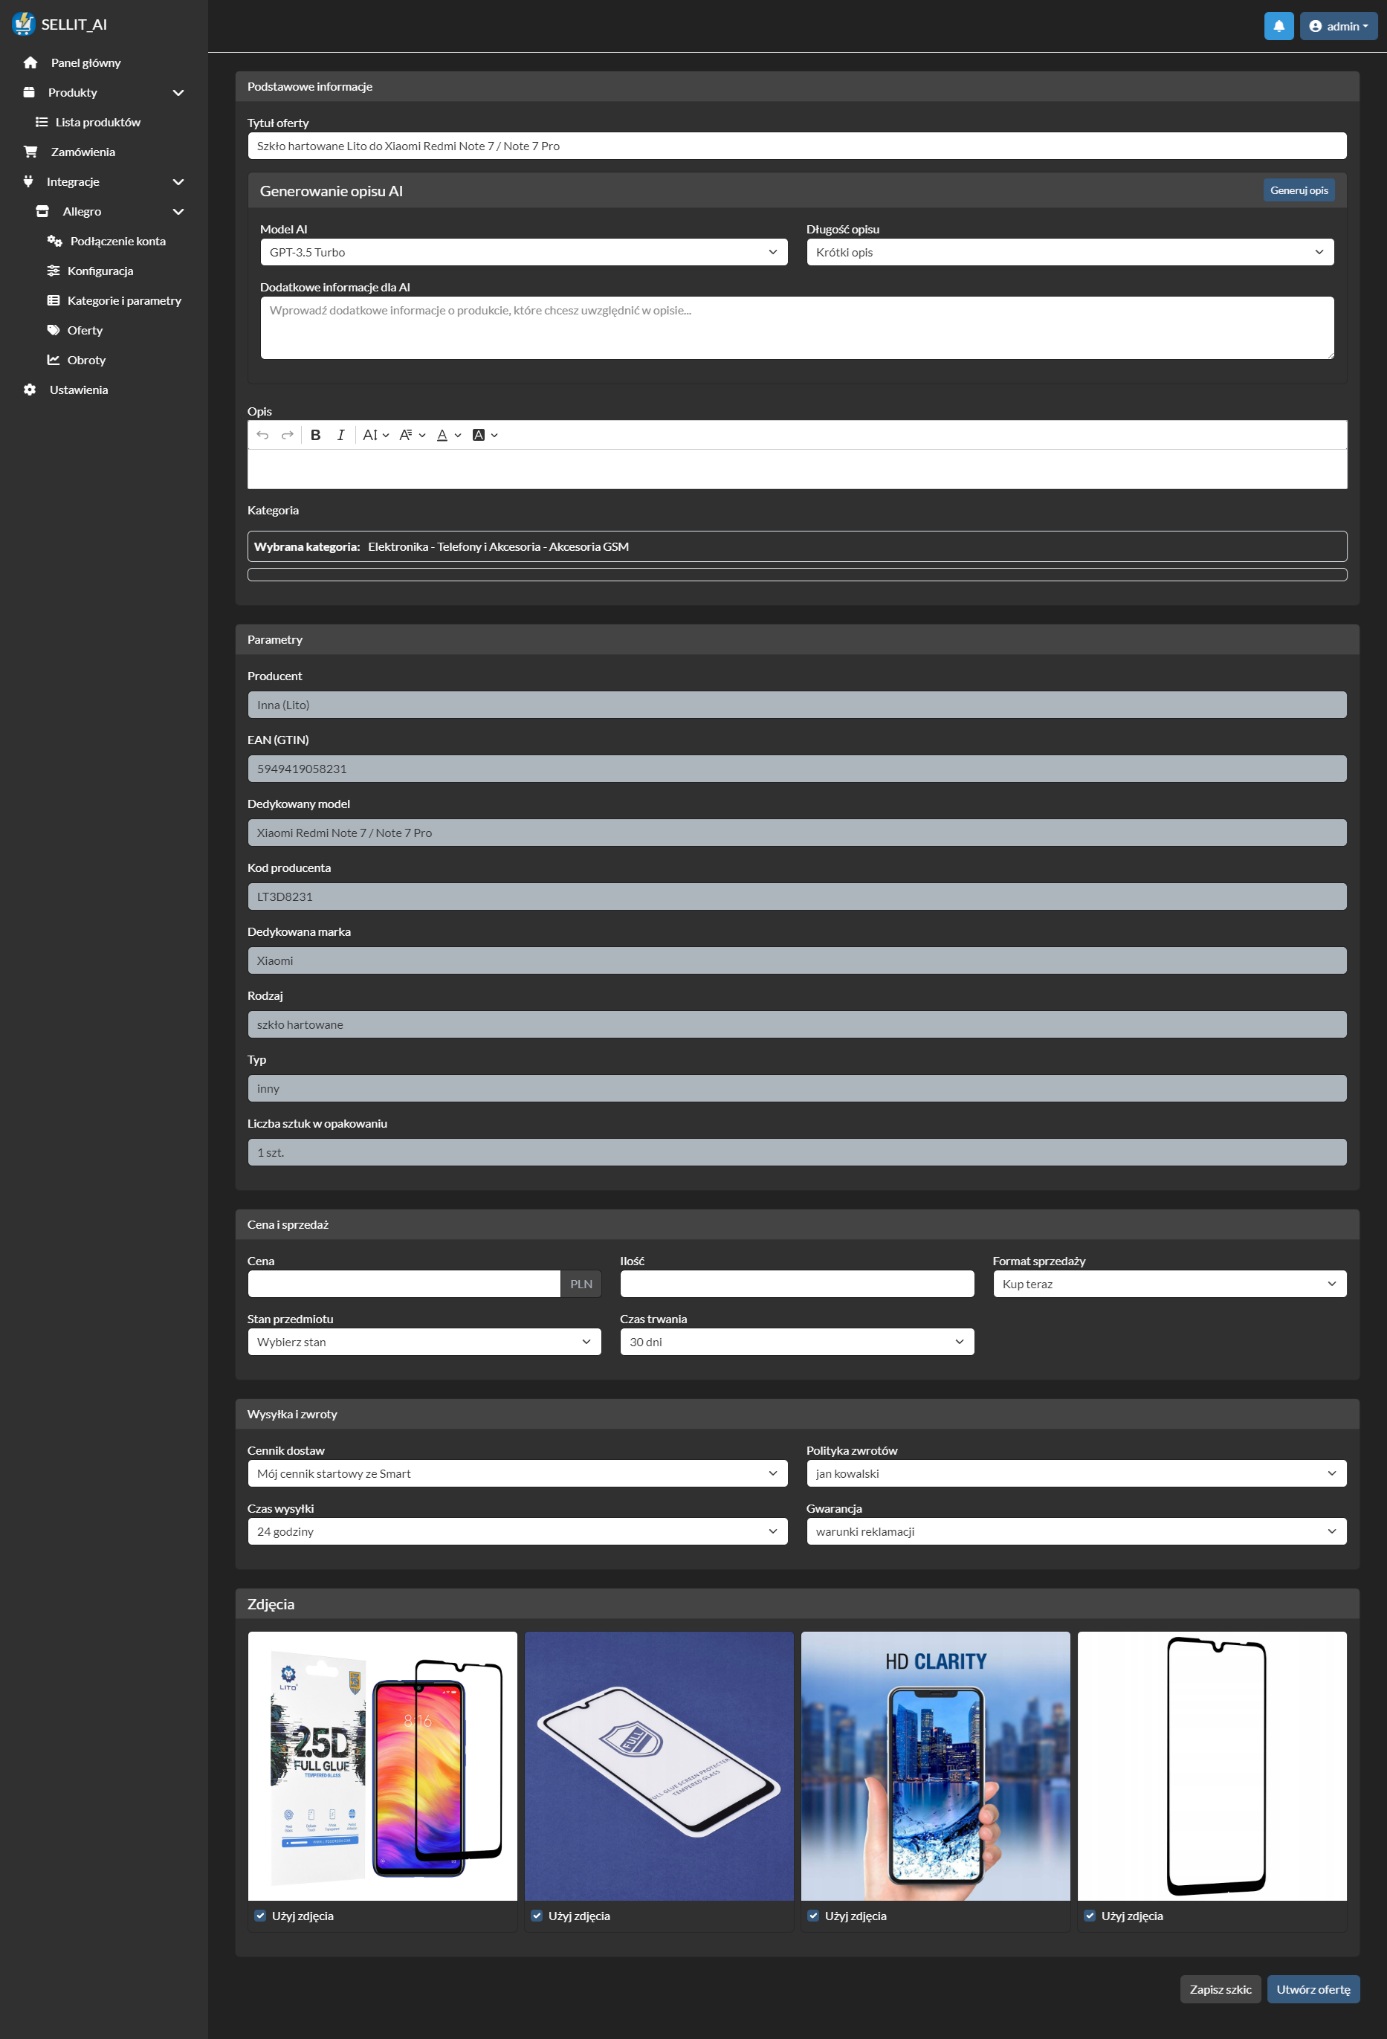 SELLIT_AI
admin
Panel główny
Produkty
Lista produktów
Zamówienia
Integracje
Allegro
Podłączenie konta
Konfiguracja
Kategorie i parametry
Oferty
Obroty
Ustawienia
Podstawowe informacje
Tytuł oferty
Szkło hartowane Lito do Xiaomi Redmi Note 7 / Note 7 Pro
Generowanie opisu AI
Generuj opis
Model AI
Długość opisu
GPT-3.5 Turbo
Krótki opis
Dodatkowe informacje dla AI
Wprowadź dodatkowe informacje o produkcie, które chcesz uwzględnić w opisie...
Opis
B I AI A A A
Kategoria
Wybrana kategoria: Elektronika - Telefony i Akcesoria - Akcesoria GSM
Parametry
Producent
Inna (Lito)
EAN (GTIN)
5949419058231
Dedykowany model
Xiaomi Redmi Note 7 / Note 7 Pro
Kod producenta
LT3D8231
Dedykowana marka
Xiaomi
Rodzaj
szkło hartowane
Typ
inny
Liczba sztuk w opakowaniu
1 szt.
Cena i sprzedaż
Cena
Ilość
Format sprzedaży
PLN
Kup teraz
Stan przedmiotu
Czas trwania
Wybierz stan
30 dni
Wysyłka i zwroty
Cennik dostaw
Polityka zwrotów
Mój cennik startowy ze Smart
jan kowalski
Czas wysyłki
Gwarancja
24 godziny
warunki reklamacji
Zdjęcia
LITO
2.5D
FULL GLUE
TEMPERED GLASS
8:16
FULL
FULL GLUE SCREEN PROTECTER
TEMPERED GLASS
HD CLARITY
Użyj zdjęcia
Użyj zdjęcia
Użyj zdjęcia
Użyj zdjęcia
Zapisz szkic
Utwórz ofertę